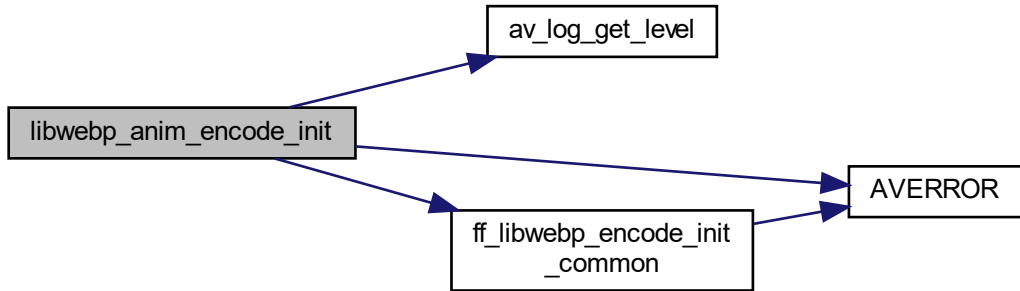 av_log_get_level
libwebp_anim_encode_init
AVERROR
ff_libwebp_encode_init
_common